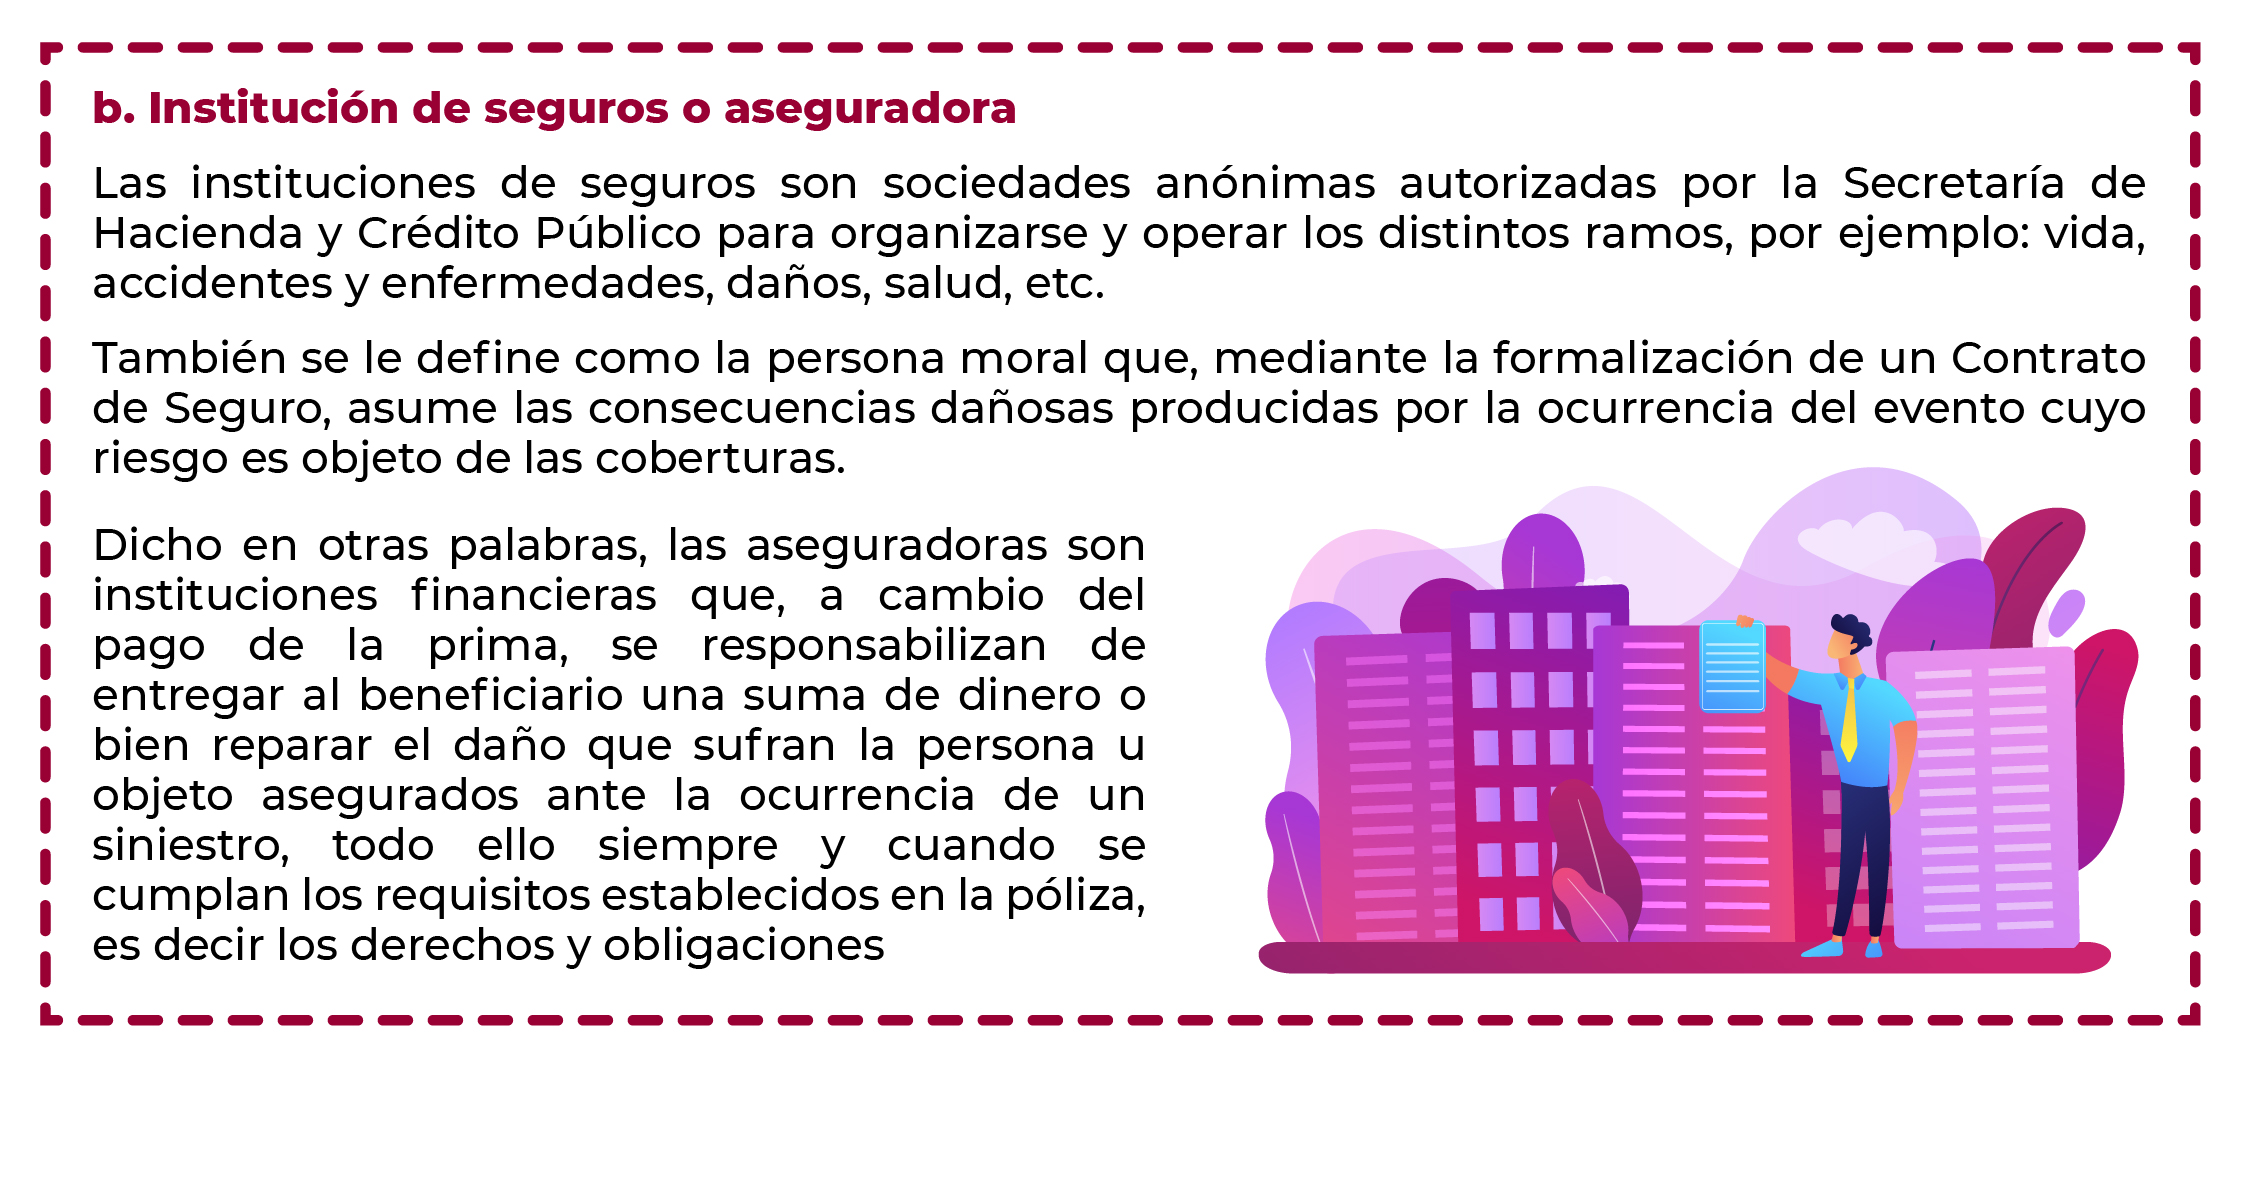 b. Institución de seguros o aseguradora
Las instituciones de seguros son sociedades anónimas autorizadas por la Secretaría de
Hacienda y Crédito Público para organizarse y operar los distintos ramos, por ejemplo: vida,
accidentes y enfermedades, daños, salud, etc.
También se le define como la persona moral que, mediante la formalización de un Contrato
de Seguro, asume las consecuencias dañosas producidas por la ocurrencia del evento cuyo
riesgo es objeto de las coberturas.
Dicho en otras palabras, las aseguradoras son
instituciones financieras que, a cambio del
pago de la prima, se responsabilizan de
entregar al beneficiario una suma de dinero o
bien reparar el daño que sufran la persona u
objeto asegurados ante la ocurrencia de un
siniestro, todo ello siempre y cuando se
cumplan los requisitos establecidos en la póliza,
es decir los derechos y obligaciones